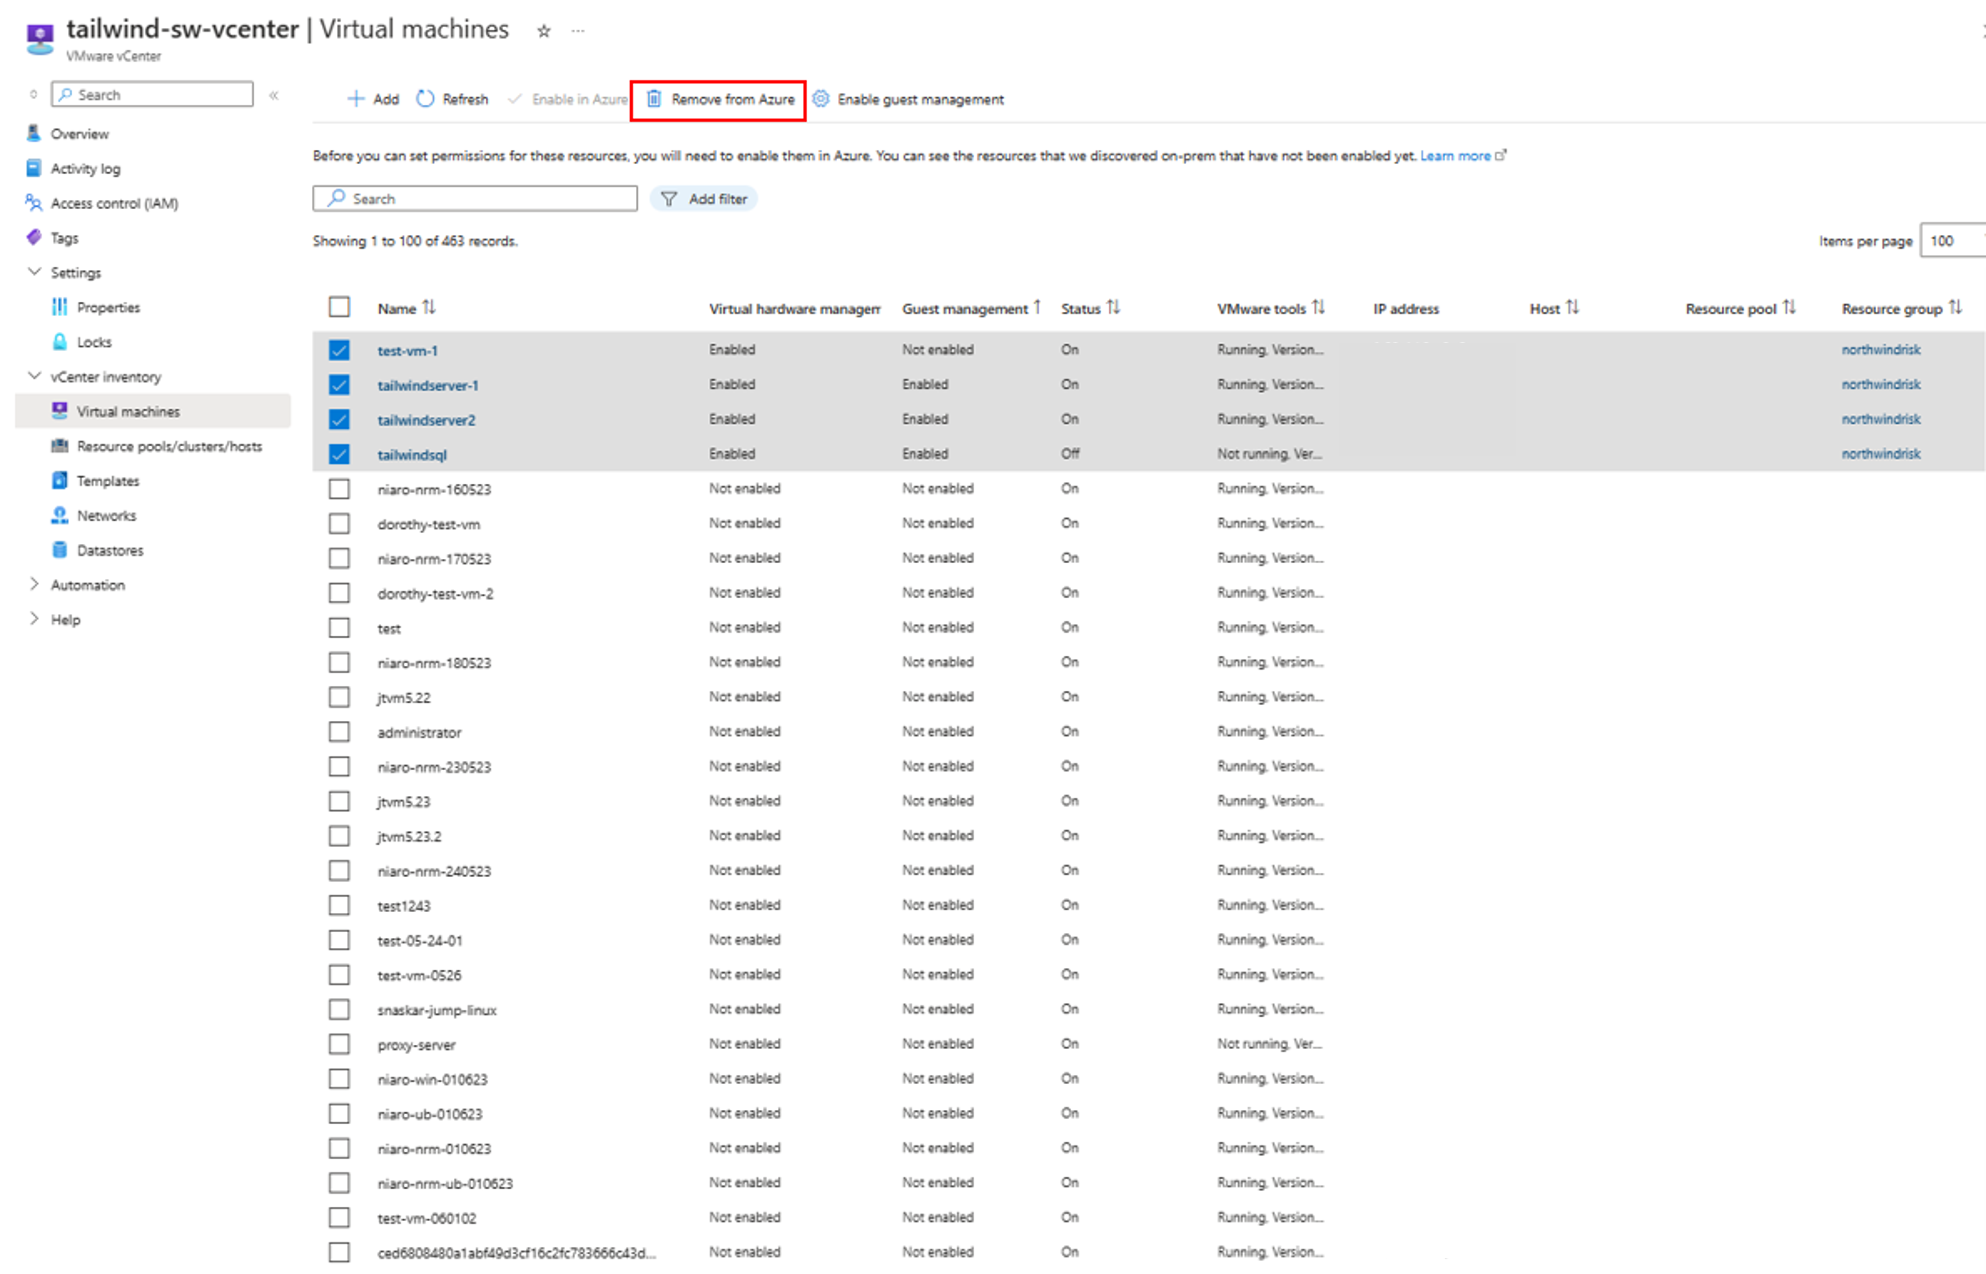 tailwind-sw-vcenter | Virtual machines ☆ ···
VMware vCenter
Search «
+ Add Refresh Enable in Azure Remove from Azure Enable guest management
Overview
Activity log
Access control (IAM)
Tags
Settings
Properties
Locks
vCenter inventory
Virtual machines
Resource pools/clusters/hosts
Templates
Networks
Datastores
Automation
Help
Before you can set permissions for these resources, you will need to enable them in Azure. You can see the resources that we discovered on-prem that have not been enabled yet. Learn more
Search Add filter
Showing 1 to 100 of 463 records. Items per page 100
Name ↑↓ Virtual hardware managem Guest management ↑ Status ↑↓ VMware tools ↑↓ IP address Host ↑↓ Resource pool ↑↓ Resource group ↑↓
test-vm-1 Enabled Not enabled On Running, Version... northwindrisk
tailwindserver-1 Enabled Enabled On Running, Version... northwindrisk
tailwindserver2 Enabled Enabled On Running, Version... northwindrisk
tailwindsql Enabled Enabled Off Not running, Ver... northwindrisk
niaro-nrm-160523 Not enabled Not enabled On Running, Version...
dorothy-test-vm Not enabled Not enabled On Running, Version...
niaro-nrm-170523 Not enabled Not enabled On Running, Version...
dorothy-test-vm-2 Not enabled Not enabled On Running, Version...
test Not enabled Not enabled On Running, Version...
niaro-nrm-180523 Not enabled Not enabled On Running, Version...
jtvm5.22 Not enabled Not enabled On Running, Version...
administrator Not enabled Not enabled On Running, Version...
niaro-nrm-230523 Not enabled Not enabled On Running, Version...
jtvm5.23 Not enabled Not enabled On Running, Version...
jtvm5.23.2 Not enabled Not enabled On Running, Version...
niaro-nrm-240523 Not enabled Not enabled On Running, Version...
test1243 Not enabled Not enabled On Running, Version...
test-05-24-01 Not enabled Not enabled On Running, Version...
test-vm-0526 Not enabled Not enabled On Running, Version...
snaskar-jump-linux Not enabled Not enabled On Running, Version...
proxy-server Not enabled Not enabled On Not running, Ver...
niaro-win-010623 Not enabled Not enabled On Running, Version...
niaro-ub-010623 Not enabled Not enabled On Running, Version...
niaro-nrm-010623 Not enabled Not enabled On Running, Version...
niaro-nrm-ub-010623 Not enabled Not enabled On Running, Version...
test-vm-060102 Not enabled Not enabled On Running, Version...
ced6808480a1abf49d3cf16c2fc783666c43d... Not enabled Not enabled On Running, Version...